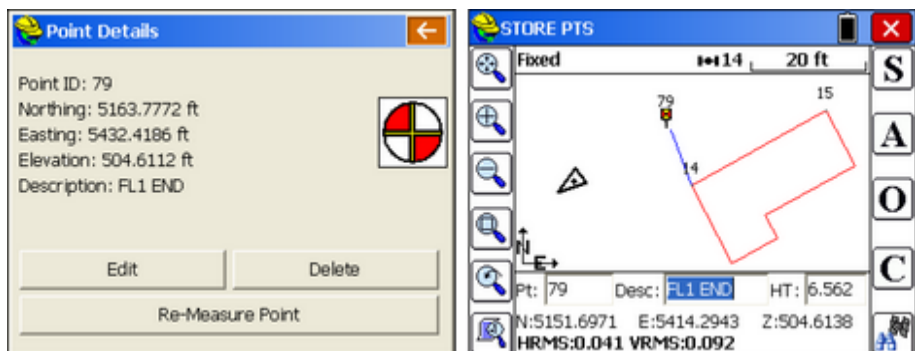 Point Details
Point ID: 79
Northing: 5163.7772 ft
Easting: 5432.4186 ft
Elevation: 504.6112 ft
Description: FL1 END
Edit
Delete
Re-Measure Point
STORE PTS
Fixed
14
20 ft
S
79
15
A
14
O
N
E
C
Pt: 79 Desc: FL1 END HT: 6.562
N:5151.6971 E:5414.2943 Z:504.6138
HRMS:0.041 VRMS:0.092